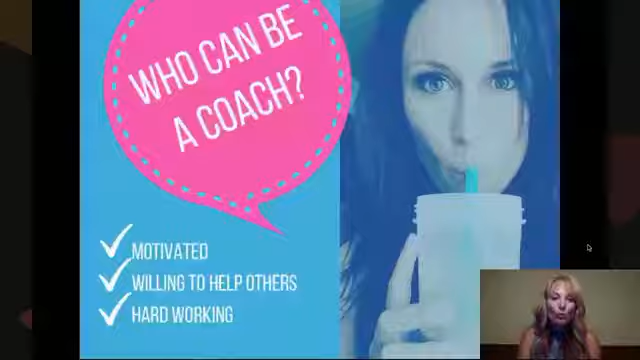 WHO CAN BE
A COACH?
MOTIVATED
WILLING TO HELP OTHERS
HARD WORKING